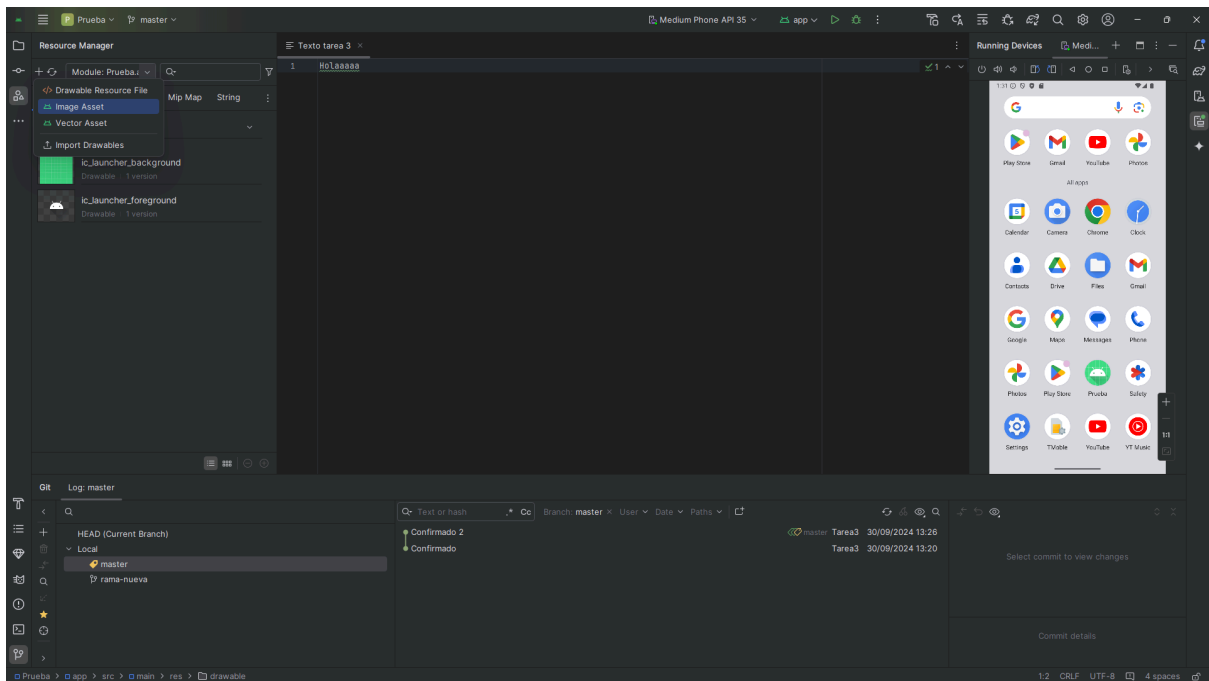 P Prueba master Medium Phone API 35 app
Resource Manager
Module: Prueba.a
Drawable Resource File
Image Asset
Vector Asset
Import Drawables
Mip Map String
ic_launcher_background
Drawable 1 version
ic_launcher_foreground
Drawable 1 version
Texto tarea 3
1 Holaaaaa
1
Running Devices Medi...
1:31
G
Play Store Gmail YouTube Photos
All apps
Calendar Camera Chrome Clock
Contacts Drive Files Gmail
Google Maps Messages Phone
Photos Play Store Prueba Safety
Settings TMoble YouTube YT Music
1:1
Git Log: master
HEAD (Current Branch)
Local
master
rama-nueva
Text or hash .* Cc Branch: master User Date Paths
Confirmado 2 master Tarea3 30/09/2024 13:26
Confirmado Tarea3 30/09/2024 13:20
Select commit to view changes
Commit details
Prueba > app > src > main > res > drawable
1:2 CRLF UTF-8 4 spaces